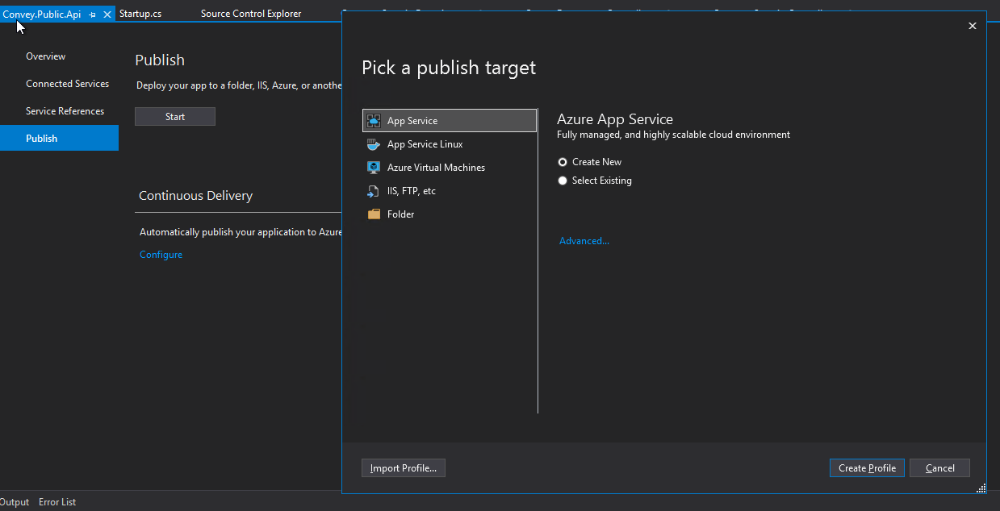 Convey.Public.Api
Startup.cs
Source Control Explorer
Overview
Connected Services
Service References
Publish
Publish
Deploy your app to a folder, IIS, Azure, or anothe
Start
Continuous Delivery
Automatically publish your application to Azure
Configure
Pick a publish target
App Service
App Service Linux
Azure Virtual Machines
IIS, FTP, etc
Folder
Azure App Service
Fully managed, and highly scalable cloud environment
Create New
Select Existing
Advanced...
Import Profile...
Create Profile
Cancel
Output
Error List